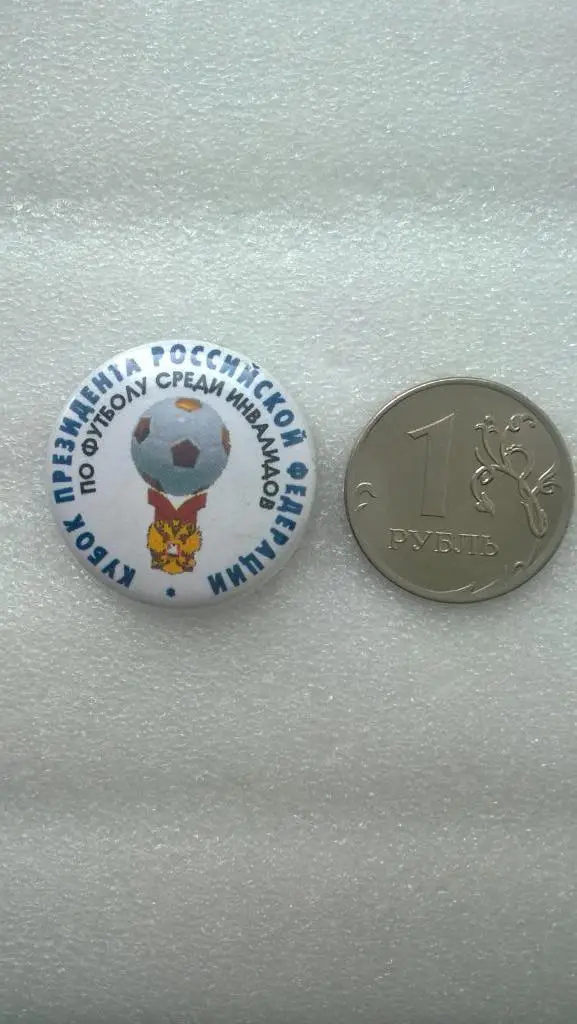 КУБОК ПРЕЗИДЕНТА РОССИЙСКОЙ ФЕДЕРАЦИИ
ПО ФУТБОЛУ СРЕДИ ИНВАЛИДОВ
1
РУБЛЬ